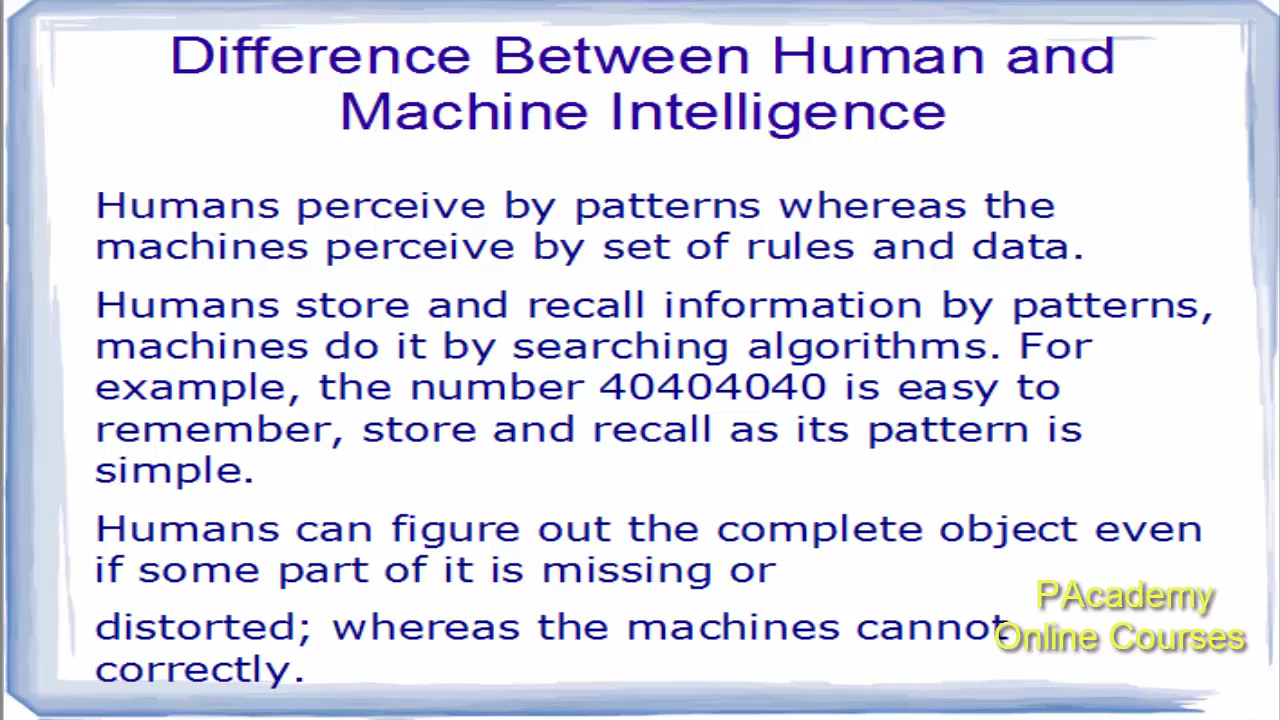 Difference Between Human and
Machine Intelligence
Humans perceive by patterns whereas the
machines perceive by set of rules and data.
Humans store and recall information by patterns,
machines do it by searching algorithms. For
example, the number 40404040 is easy to
remember, store and recall as its pattern is
simple.
Humans can figure out the complete object even
if some part of it is missing or
distorted; whereas the machines cannot
correctly.
PAcademy
Online Courses